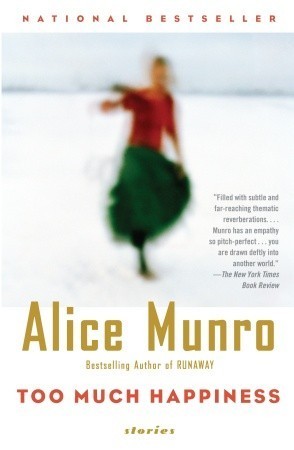 NATIONAL BESTSELLER
"Filled with subtle and
far-reaching thematic
reverberations. . . .
Munro has an empathy
so pitch-perfect . . . you
are drawn deftly into
another world."
—The New York Times
Book Review
Alice Munro
Bestselling Author of RUNAWAY
TOO MUCH HAPPINESS
stories